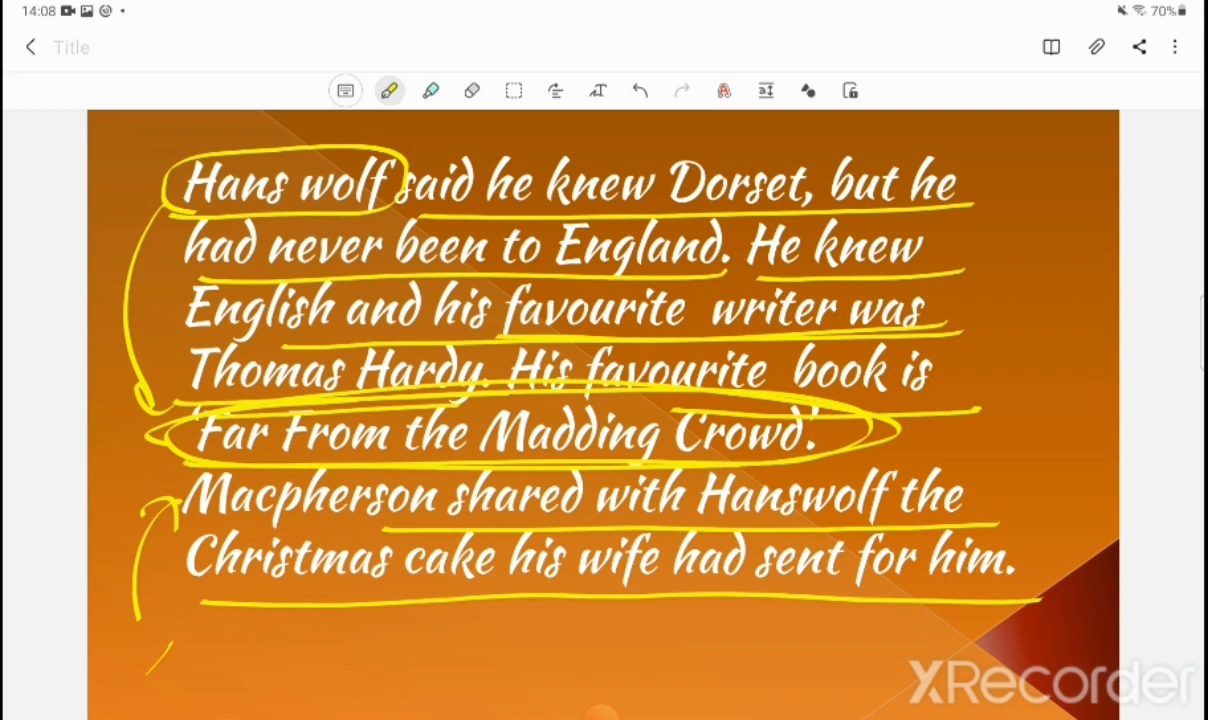 14:08
70%
Title
Hans wolf said he knew Dorset, but he
had never been to England. He knew
English and his favourite writer was
Thomas Hardy. His favourite book is
'Far From the Madding Crowd'.
Macpherson shared with Hanswolf the
Christmas cake his wife had sent for him.
XRecorder